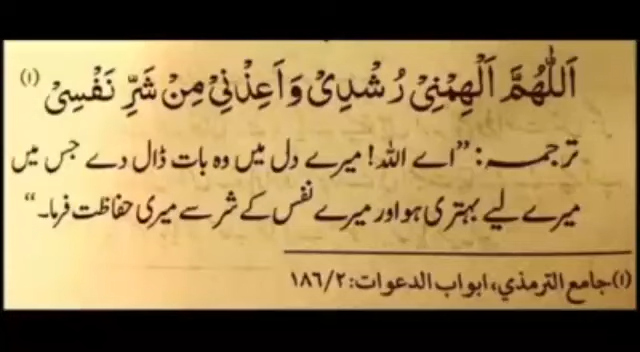 اَللّٰهُمَّ اَلْهِمْنِیْ رُشْدِیْ وَاَعِذْنِیْ مِنْ شَرِّ نَفْسِیْ (۱)
ترجمہ: ”اے اللہ! میرے دل میں وہ بات ڈال دے جس میں
میرے لیے بہتری ہو اور میرے نفس کے شر سے میری حفاظت فرما۔“
(۱) جامع الترمذي، ابواب الدعوات: ۱۸۶/۲